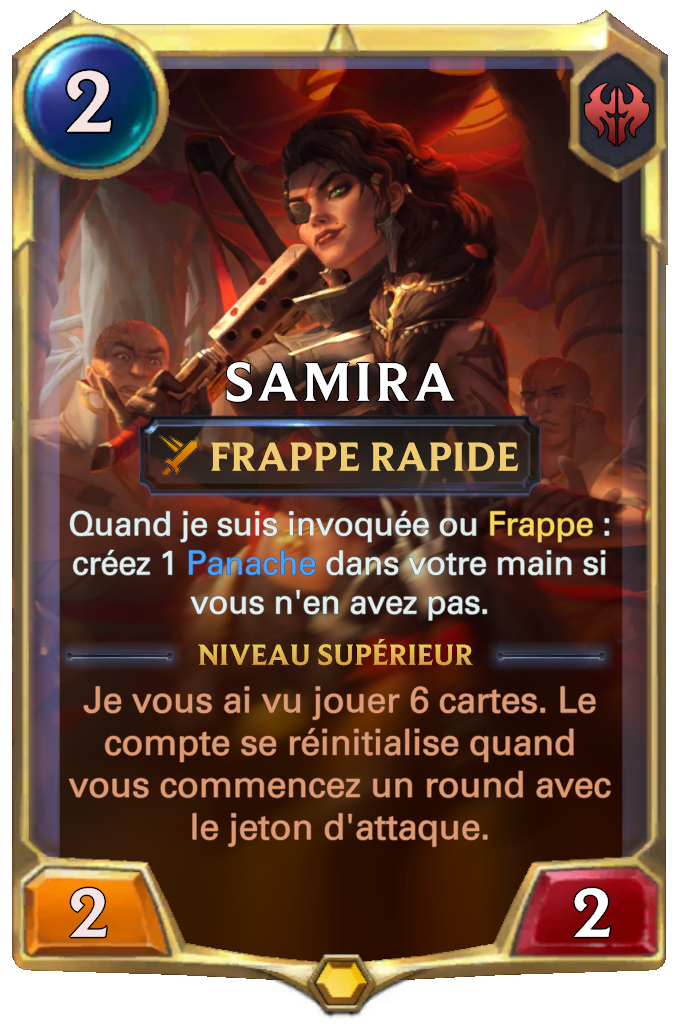 2
SAMIRA
FRAPPE RAPIDE
Quand je suis invoquée ou Frappe :
créez 1 Panache dans votre main si
vous n'en avez pas.
NIVEAU SUPÉRIEUR
Je vous ai vu jouer 6 cartes. Le
compte se réinitialise quand
vous commencez un round avec
le jeton d'attaque.
2
2